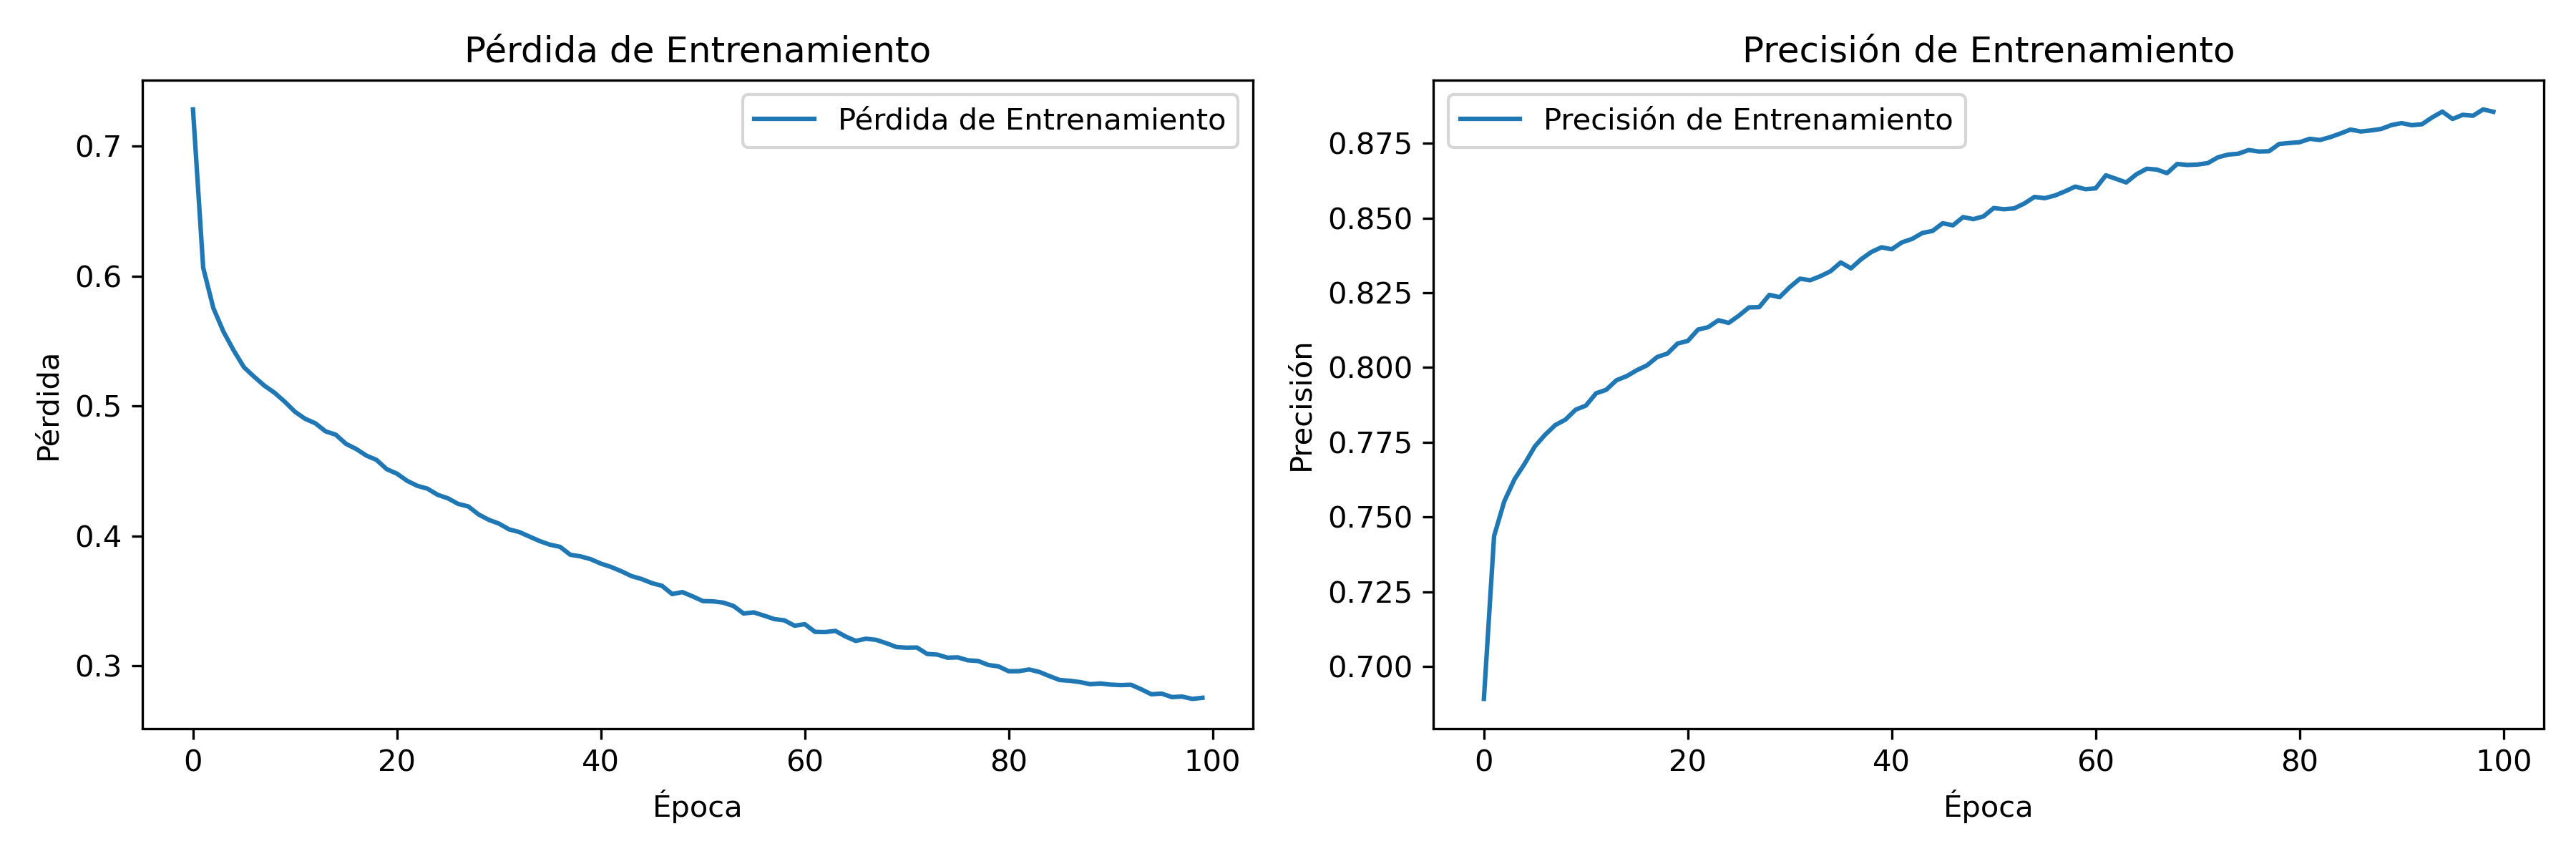 Pérdida de Entrenamiento
Pérdida de Entrenamiento
Pérdida
0.7
0.6
0.5
0.4
0.3
0 20 40 60 80 100
Época
Precisión de Entrenamiento
Precisión de Entrenamiento
Precisión
0.875
0.850
0.825
0.800
0.775
0.750
0.725
0.700
0 20 40 60 80 100
Época